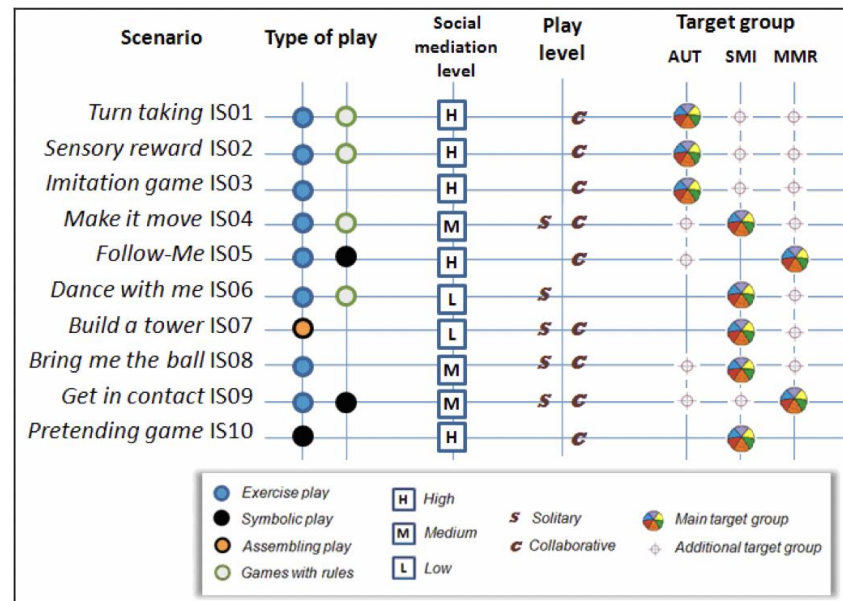 Scenario Type of play Social mediation level Play level Target group
AUT SMI MMR
Turn taking IS01 H C
Sensory reward IS02 H C
Imitation game IS03 H C
Make it move IS04 M S C
Follow-Me IS05 H C
Dance with me IS06 L S
Build a tower IS07 L S C
Bring me the ball IS08 M S C
Get in contact IS09 M S C
Pretending game IS10 H C
Exercise play
Symbolic play
Assembling play
Games with rules
H High
M Medium
L Low
S Solitary
C Collaborative
Main target group
Additional target group